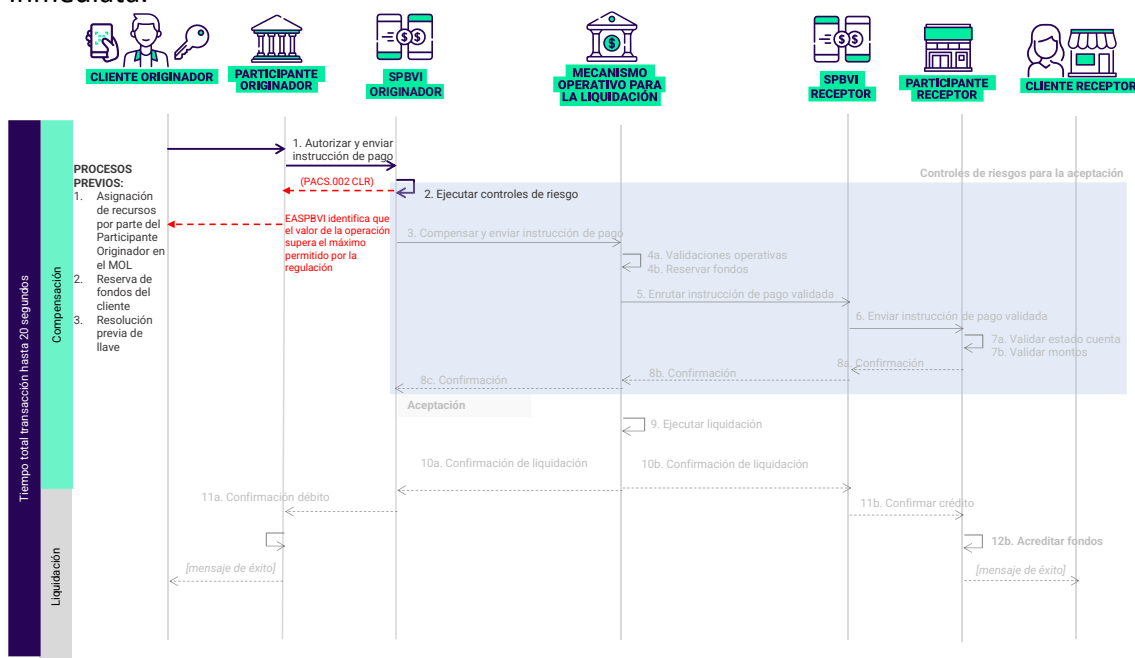 inmediata.
CLIENTE ORIGINADOR
PARTICIPANTE
ORIGINADOR
SPBVI
ORIGINADOR
MECANISMO
OPERATIVO PARA
LA LIQUIDACIÓN
SPBVI
RECEPTOR
PARTICIPANTE
RECEPTOR
CLIENTE RECEPTOR
Tiempo total transacción hasta 20 segundos
Compensación
Liquidación
PROCESOS
PREVIOS:
1. Asignación
de recursos
por parte del
Participante
Originador en
el MOL
2. Reserva de
fondos del
cliente
3. Resolución
previa de
llave
1. Autorizar y enviar
instrucción de pago
(PACS.002 CLR)
2. Ejecutar controles de riesgo
Controles de riesgos para la aceptación
EASPBVI identifica que
el valor de la operación
supera el máximo
permitido por la
regulación
3. Compensar y enviar instrucción de pago
4a. Validaciones operativas
4b. Reservar fondos
5. Enrutar instrucción de pago validada
6. Enviar instrucción de pago validada
7a. Validar estado cuenta
7b. Validar montos
8a. Confirmación
8b. Confirmación
8c. Confirmación
Aceptación
9. Ejecutar liquidación
10a. Confirmación de liquidación
10b. Confirmación de liquidación
11a. Confirmación débito
11b. Confirmar crédito
12b. Acreditar fondos
[mensaje de éxito]
[mensaje de éxito]